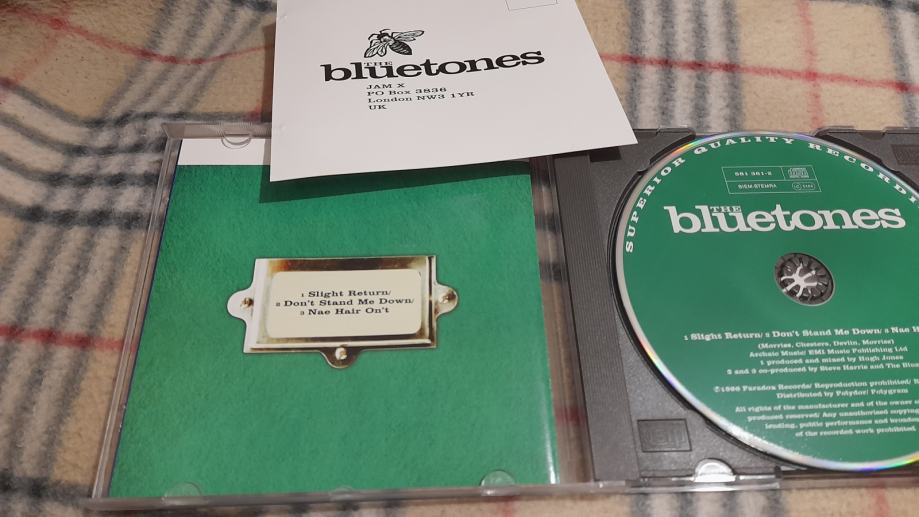 THE
bluetones
JAM X
PO Box 3836
London NW3 1YR
UK
1 Slight Return/
2 Don't Stand Me Down/
3 Nae Hair On't
SUPERIOR QUALITY RECORDI
BIEM-STEMRA
THE
bluetones
1 Slight Return/ 2 Don't Stand Me Down/ 3 Nae H
(Morriss, Chesters, Devlin, Morriss)
Archaic Music/ EMI Music Publishing Ltd
1 produced and mixed by Hugh Jones
2 and 3 co-produced by Steve Harris and The Blue
Paradox Records/ Reproduction prohibited/
Distributed by Polydor/ Polygram
All rights of the manufacturer and of the owner
produced reserved/ Any unauthorised copying
lending, public performance and broadc
of the recorded work prohibited